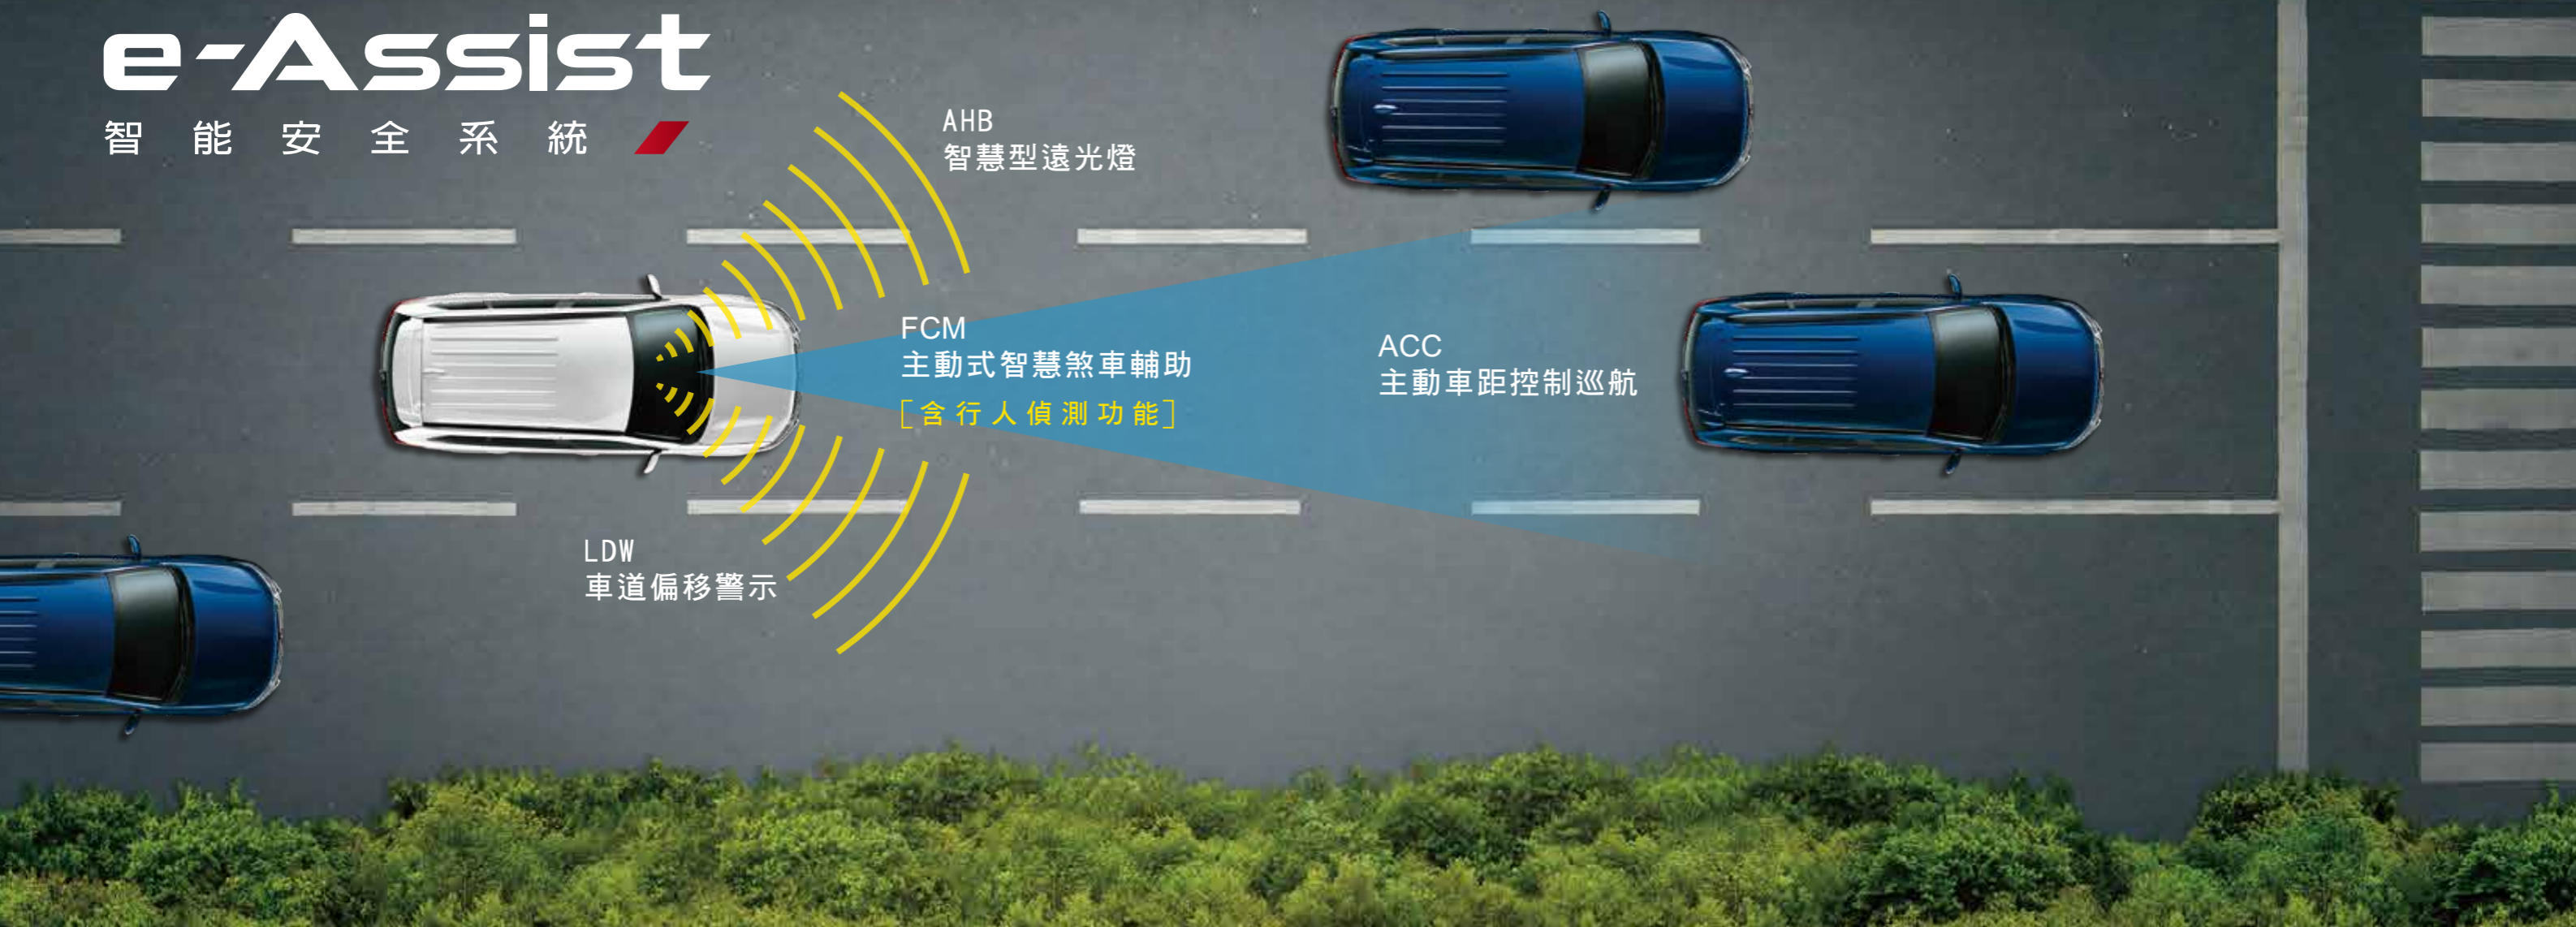 e-Assist
智能安全系統
AHB
智慧型遠光燈
FCM
主動式智慧煞車輔助
[含行人偵測功能]
ACC
主動車距控制巡航
LDW
車道偏移警示